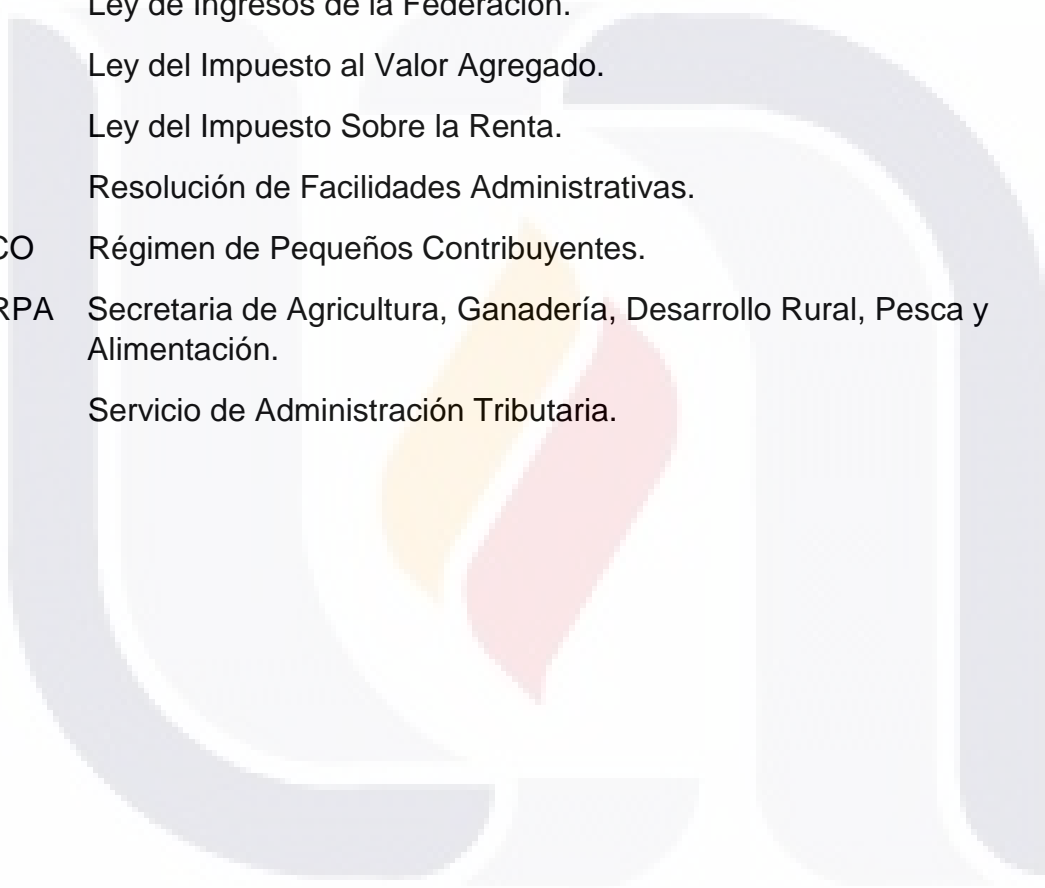 Ley de Ingresos de la Federación.
Ley del Impuesto al Valor Agregado.
Ley del Impuesto Sobre la Renta.
Resolución de Facilidades Administrativas.
CO Régimen de Pequeños Contribuyentes.
RPA Secretaria de Agricultura, Ganadería, Desarrollo Rural, Pesca y
Alimentación.
Servicio de Administración Tributaria.